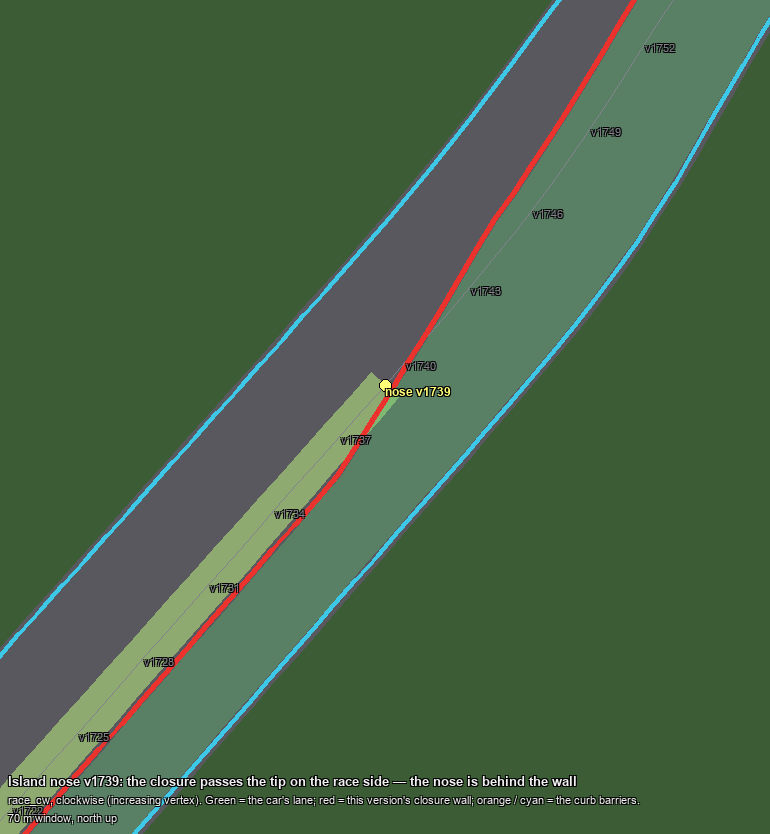 v1752
v1749
v1746
v1743
v1740
nose v1739
v1737
v1734
v1731
v1728
v1725
Island nose v1739: the closure passes the tip on the race side — the nose is behind the wall
race_cw, clockwise (increasing vertex). Green = the car's lane; red = this version's closure wall; orange / cyan = the curb barriers.
v1722
70 m window, north up